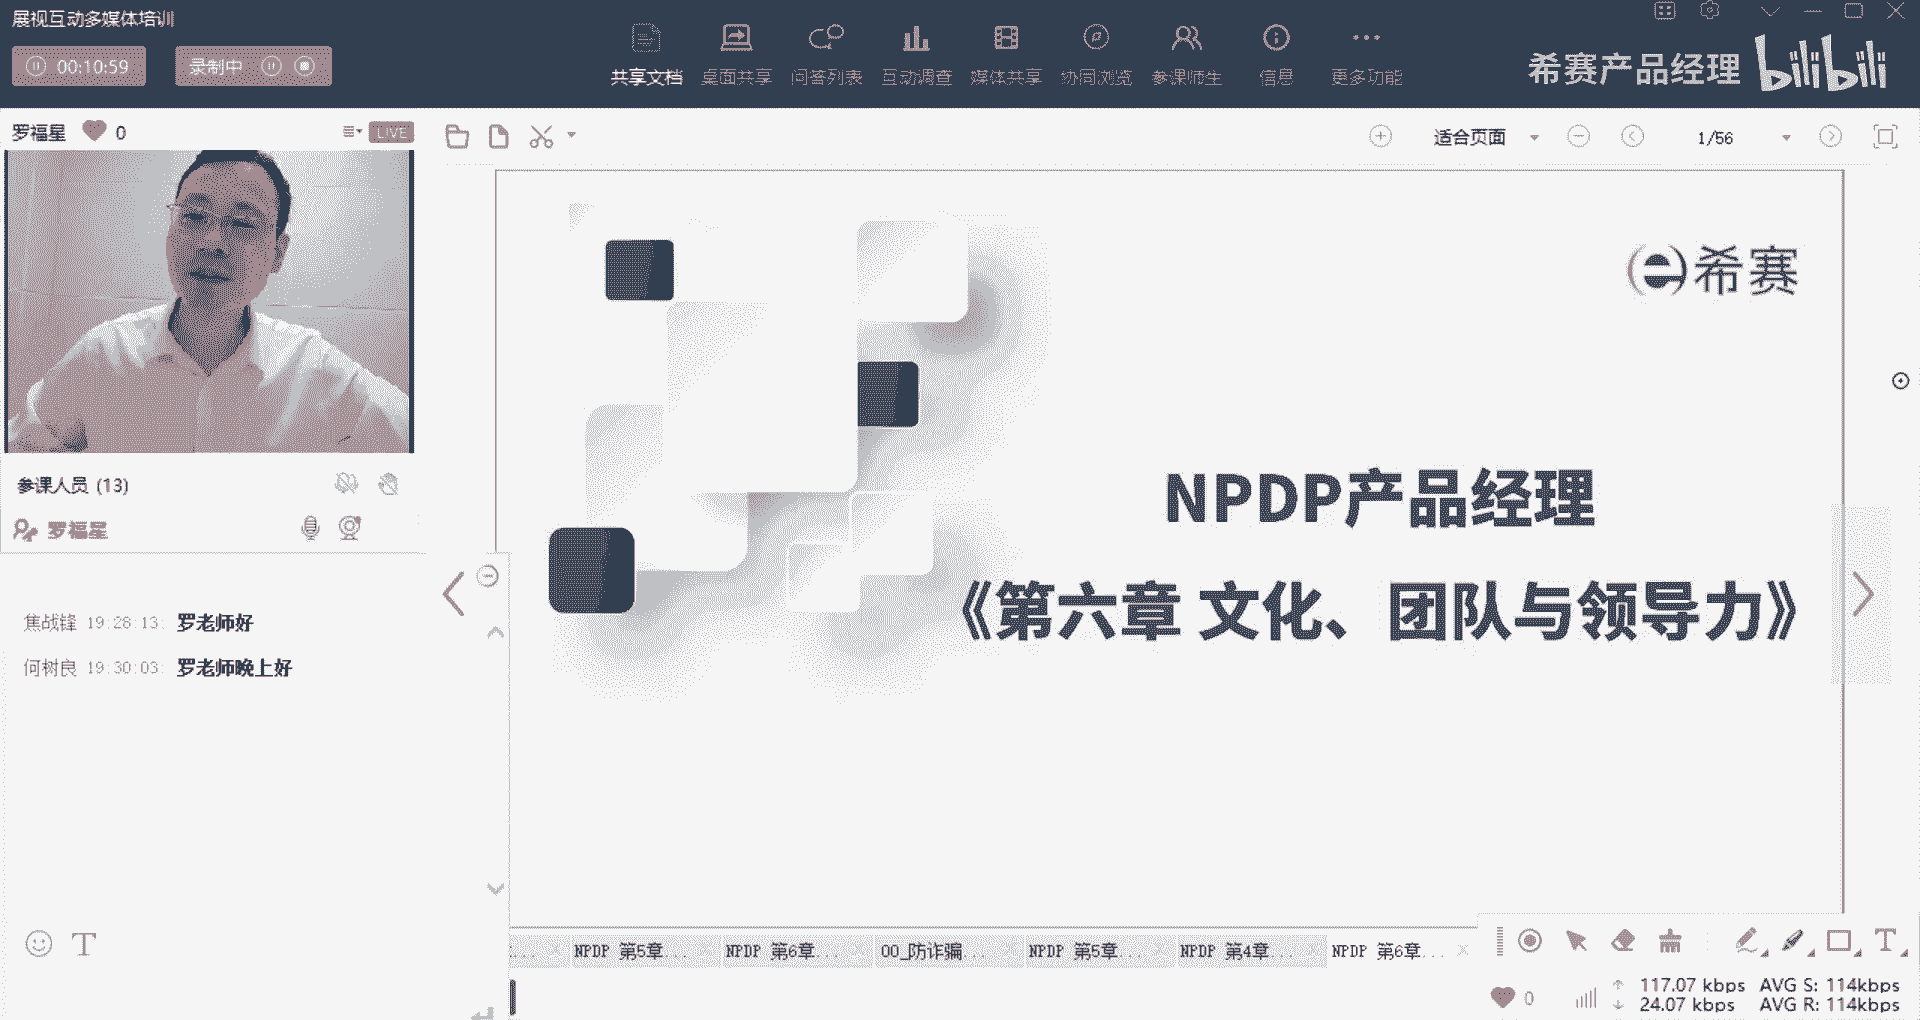 展视互动多媒体培训
00:10:59
录制中
共享文档 桌面共享 问答列表 互动调查 媒体共享 协同浏览 参课师生 信息 更多功能
希赛产品经理 bilibili
罗福星 0
LIVE
适合页面
1/56
希赛
NPDP产品经理
《第六章 文化、团队与领导力》
参课人员 (13)
罗福星
焦战锋 19:28:13: 罗老师好
何树良 19:30:03: 罗老师晚上好
... NPDP 第5章... NPDP 第6章... 00_防诈骗... NPDP 第5章... NPDP 第4章... NPDP 第6章...
0
117.07 kbps AVG S: 114kbps
24.07 kbps AVG R: 114kbps